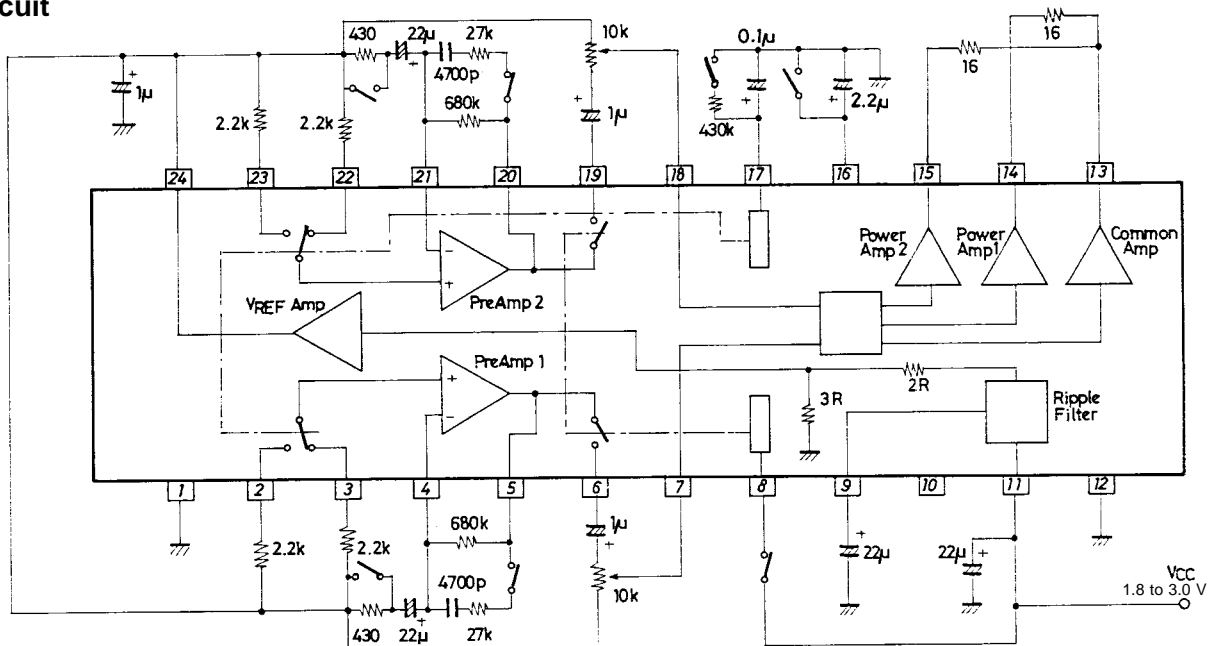 cuit
430
22μ
27k
10k
16
16
0.1μ
4700p
+
1μ
2.2k
2.2k
680k
+
+
1μ
430k
+
+
2.2μ
24
23
22
21
20
19
18
17
16
15
14
13
Power
Amp2
Power
Amp1
Common
Amp
-
+
PreAmp 2
VREF Amp
PreAmp 1
+
-
3R
2R
Ripple
Filter
1
2
3
4
5
6
7
8
9
10
11
12
2.2k
2.2k
680k
4700p
1μ
+
10k
+
22μ
22μ
+
VCC
1.8 to 3.0 V
430
22μ
+
27k